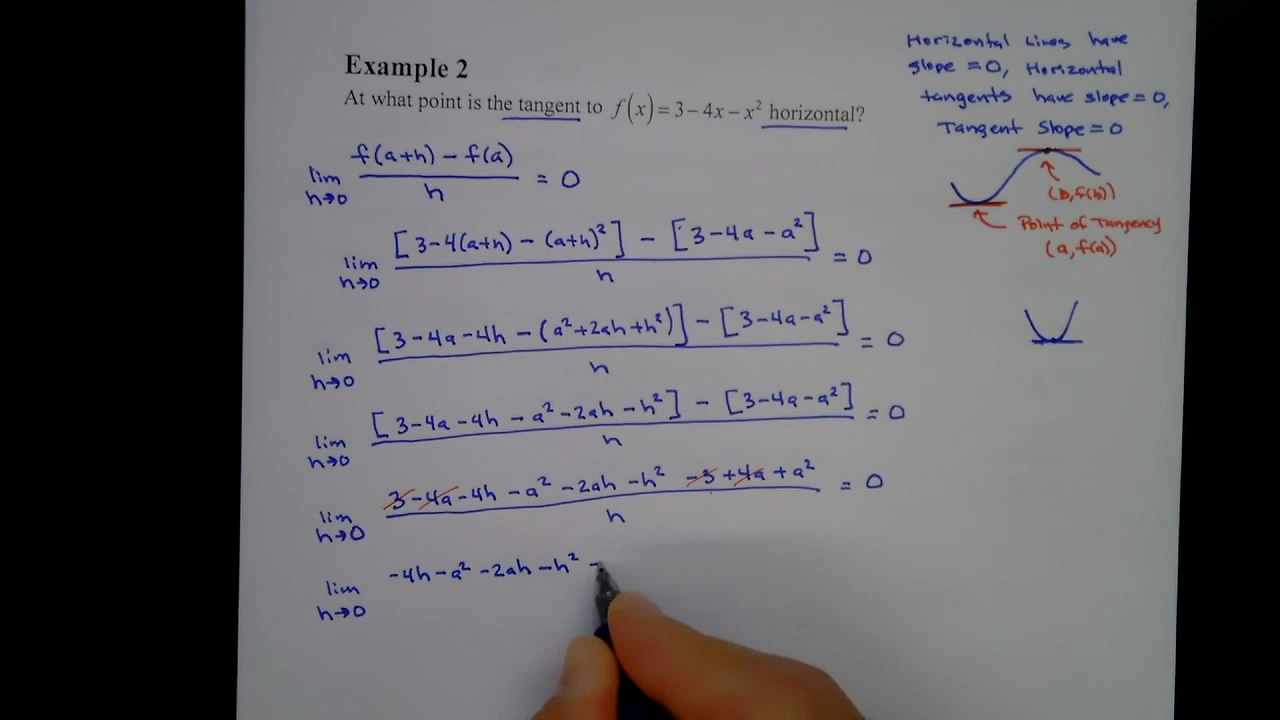 Example 2
At what point is the tangent to f(x) = 3 − 4x − x² horizontal?
lim h→0 f(a+h) − f(a) / h = 0
lim h→0 [3−4(a+h) − (a+h)²] − [3−4a−a²] / h = 0
lim h→0 [3−4a−4h − (a²+2ah+h²)] − [3−4a−a²] / h = 0
lim h→0 [3−4a−4h − a²−2ah−h²] − [3−4a−a²] / h = 0
lim h→0 3−4a−4h−a²−2ah−h² −3+4a+a² / h = 0
lim h→0 −4h−a²−2ah−h² −
Horizontal Lines have
slope = 0, Horizontal
tangents have slope = 0,
Tangent Slope = 0
(b, f(b))
Point of Tangency
(a, f(a))